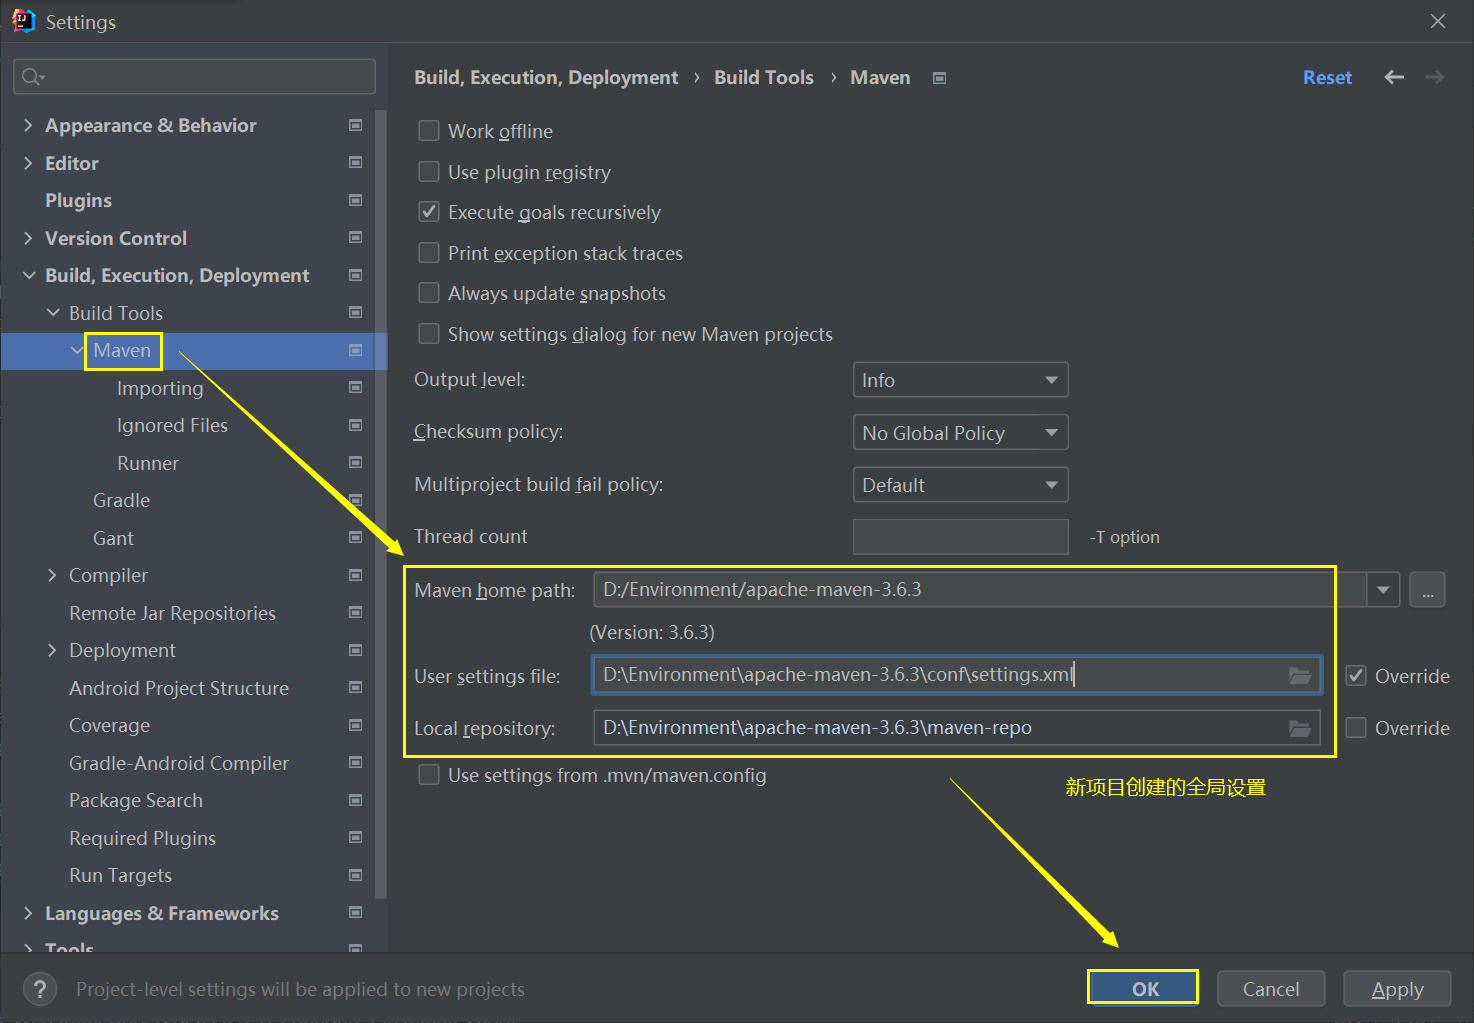 Settings
Build, Execution, Deployment › Build Tools › Maven
Reset
Appearance & Behavior
Editor
Plugins
Version Control
Build, Execution, Deployment
Build Tools
Maven
Importing
Ignored Files
Runner
Gradle
Gant
Compiler
Remote Jar Repositories
Deployment
Android Project Structure
Coverage
Gradle-Android Compiler
Package Search
Required Plugins
Run Targets
Languages & Frameworks
Tools
Work offline
Use plugin registry
Execute goals recursively
Print exception stack traces
Always update snapshots
Show settings dialog for new Maven projects
Output level: Info
Checksum policy: No Global Policy
Multiproject build fail policy: Default
Thread count -T option
Maven home path: D:/Environment/apache-maven-3.6.3 ...
(Version: 3.6.3)
User settings file: D:\Environment\apache-maven-3.6.3\conf\settings.xml Override
Local repository: D:\Environment\apache-maven-3.6.3\maven-repo Override
Use settings from .mvn/maven.config
新项目创建的全局设置
? Project-level settings will be applied to new projects
OK Cancel Apply